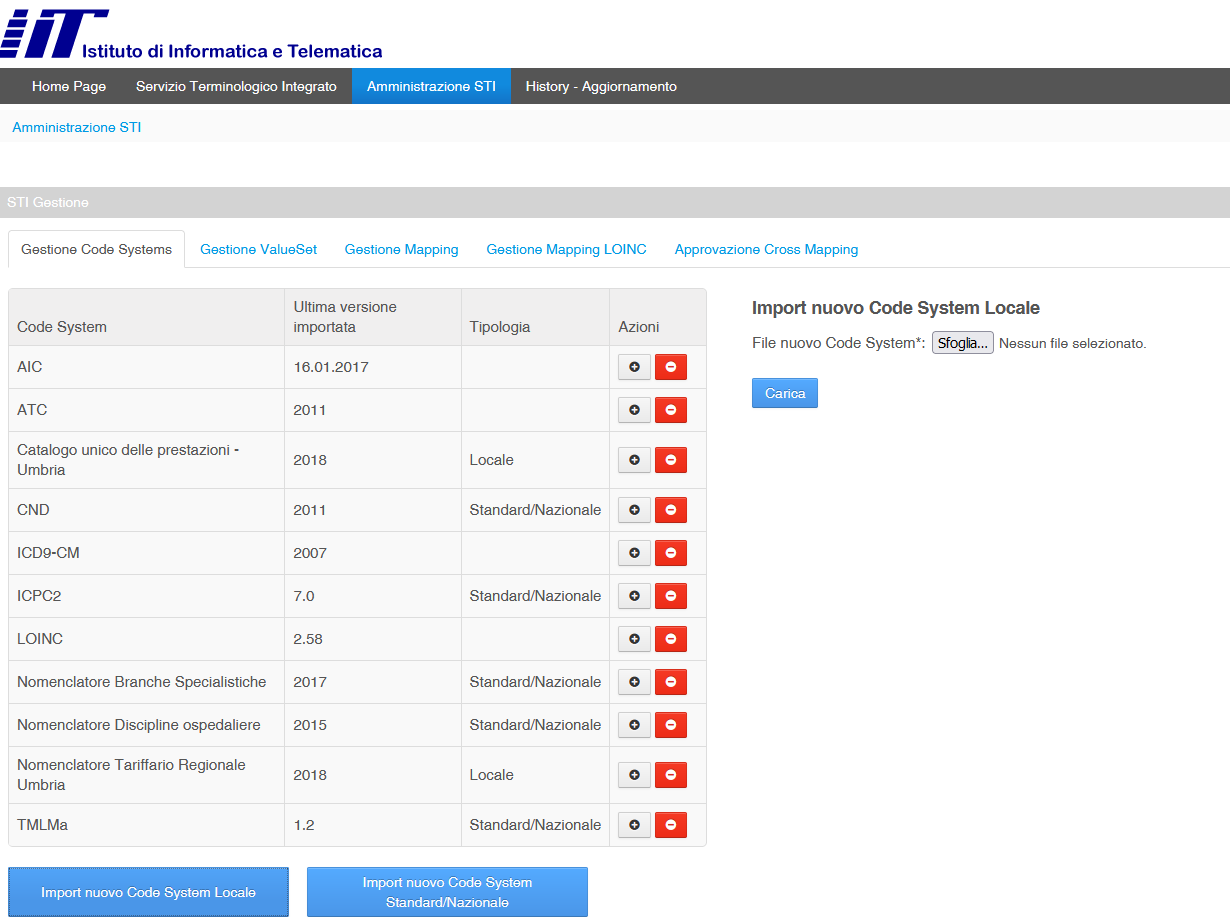 IIT Istituto di Informatica e Telematica
Home Page Servizio Terminologico Integrato Amministrazione STI History - Aggiornamento
Amministrazione STI
STI Gestione
Gestione Code Systems Gestione ValueSet Gestione Mapping Gestione Mapping LOINC Approvazione Cross Mapping
Code System Ultima versione importata Tipologia Azioni
AIC 16.01.2017
ATC 2011
Catalogo unico delle prestazioni -
Umbria 2018 Locale
CND 2011 Standard/Nazionale
ICD9-CM 2007
ICPC2 7.0 Standard/Nazionale
LOINC 2.58
Nomenclatore Branche Specialistiche 2017 Standard/Nazionale
Nomenclatore Discipline ospedaliere 2015 Standard/Nazionale
Nomenclatore Tariffario Regionale
Umbria 2018 Locale
TMLMa 1.2 Standard/Nazionale
Import nuovo Code System Locale
Import nuovo Code System
Standard/Nazionale
Import nuovo Code System Locale
File nuovo Code System*: Sfoglia... Nessun file selezionato.
Carica